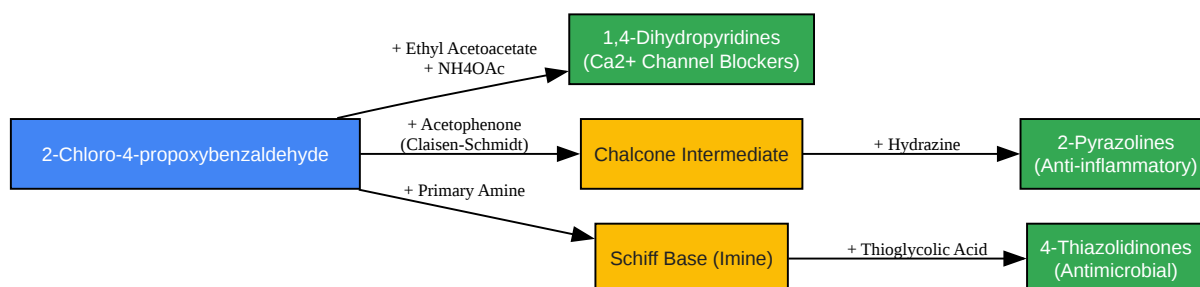 + Ethyl Acetoacetate
+ NH4OAc
1,4-Dihydropyridines
(Ca2+ Channel Blockers)
2-Chloro-4-propoxybenzaldehyde
+ Acetophenone
(Claisen-Schmidt)
Chalcone Intermediate
+ Hydrazine
2-Pyrazolines
(Anti-inflammatory)
+ Primary Amine
Schiff Base (Imine)
+ Thioglycolic Acid
4-Thiazolidinones
(Antimicrobial)